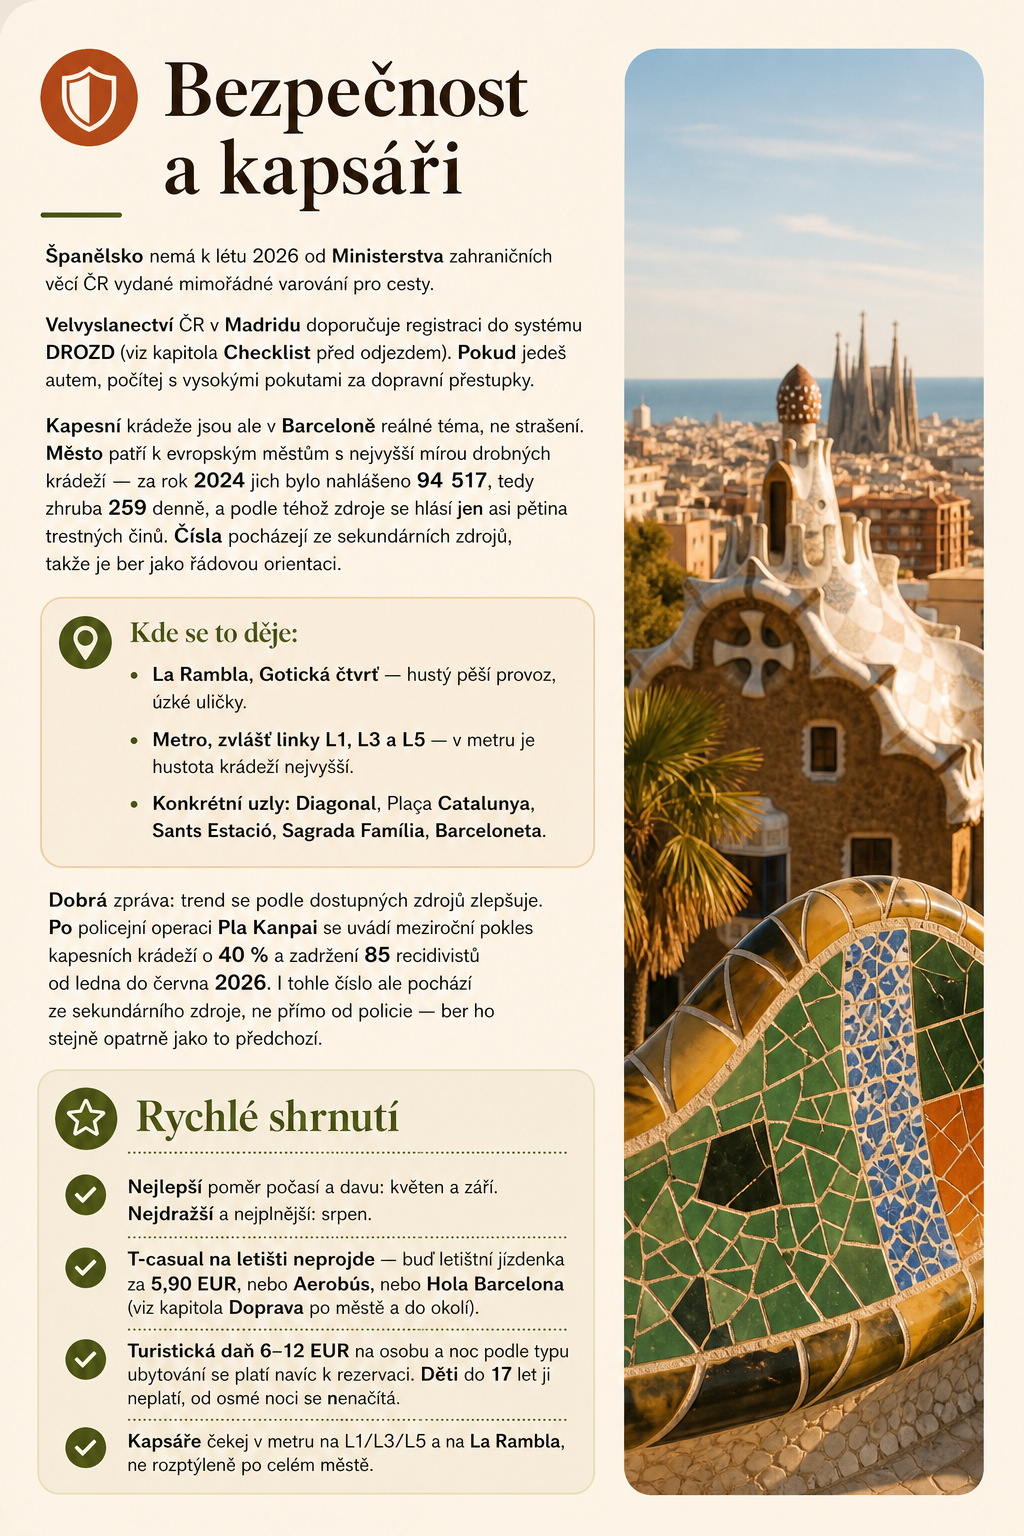 Bezpečnost
a kapsáři
Španělsko nemá k létu 2026 od Ministerstva zahraničních
věcí ČR vydané mimořádné varování pro cesty.
Velvyslanectví ČR v Madridu doporučuje registraci do systému
DROZD (viz kapitola Checklist před odjezdem). Pokud jedeš
autem, počítej s vysokými pokutami za dopravní přestupky.
Kapesní krádeže jsou ale v Barceloně reálné téma, ne strašení.
Město patří k evropským městům s nejvyšší mírou drobných
krádeží — za rok 2024 jich bylo nahlášeno 94 517, tedy
zhruba 259 denně, a podle téhož zdroje se hlásí jen asi pětina
trestných činů. Čísla pocházejí ze sekundárních zdrojů,
takže je ber jako řádovou orientaci.
Kde se to děje:
• La Rambla, Gotická čtvrť — hustý pěší provoz,
úzké uličky.
• Metro, zvlášť linky L1, L3 a L5 — v metru je
hustota krádeží nejvyšší.
• Konkrétní uzly: Diagonal, Plaça Catalunya,
Sants Estació, Sagrada Família, Barceloneta.
Dobrá zpráva: trend se podle dostupných zdrojů zlepšuje.
Po policejní operaci Pla Kanpai se uvádí meziroční pokles
kapesních krádeží o 40 % a zadržení 85 recidivistů
od ledna do června 2026. I tohle číslo ale pochází
ze sekundárního zdroje, ne přímo od policie — ber ho
stejně opatrně jako to předchozí.
Rychlé shrnutí
Nejlepší poměr počasí a davu: květen a září.
Nejdražší a nejplnější: srpen.
T-casual na letišti neprojde — buď letištní jízdenka
za 5,90 EUR, nebo Aerobús, nebo Hola Barcelona
(viz kapitola Doprava po městě a do okolí).
Turistická daň 6–12 EUR na osobu a noc podle typu
ubytování se platí navíc k rezervaci. Děti do 17 let ji
neplatí, od osmé noci se nenačítá.
Kapsáře čekej v metru na L1/L3/L5 a na La Rambla,
ne rozptýleně po celém městě.